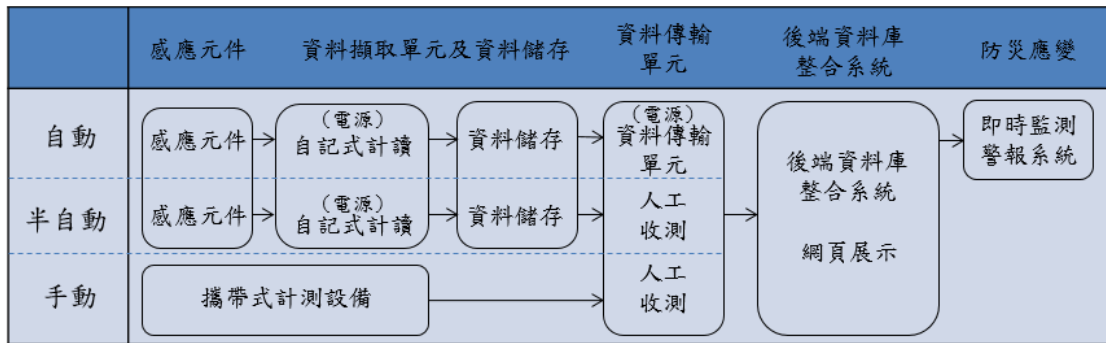 感應元件
資料擷取單元及資料儲存
資料傳輸
單元
後端資料庫
整合系統
防災應變
自動
感應元件
(電源)
自記式計讀
資料儲存
(電源)
資料傳輸
單元
後端資料庫
整合系統
網頁展示
即時監測
警報系統
半自動
感應元件
(電源)
自記式計讀
資料儲存
人工
收測
手動
攜帶式計測設備
人工
收測